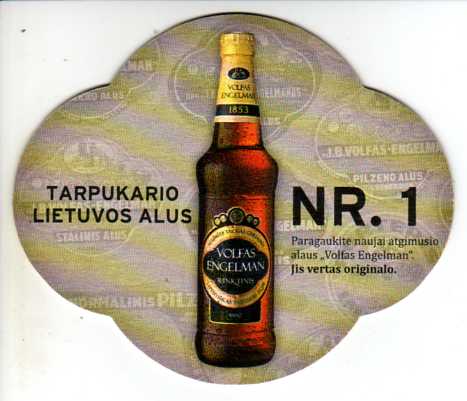 VOLFAS
ENGELMAN
1853
TARPUKARIO
LIETUVOS ALUS
NR. 1
Paragaukite naujai atgimusio
alaus „Volfas Engelman“.
Jis vertas originalo.
VOLFAS
ENGELMAN
RINKTINIS
J.B.VOLFAS-ENGELMA
PILZENO ALUS
STALINIS ALUS
NORMALINIS PILZ